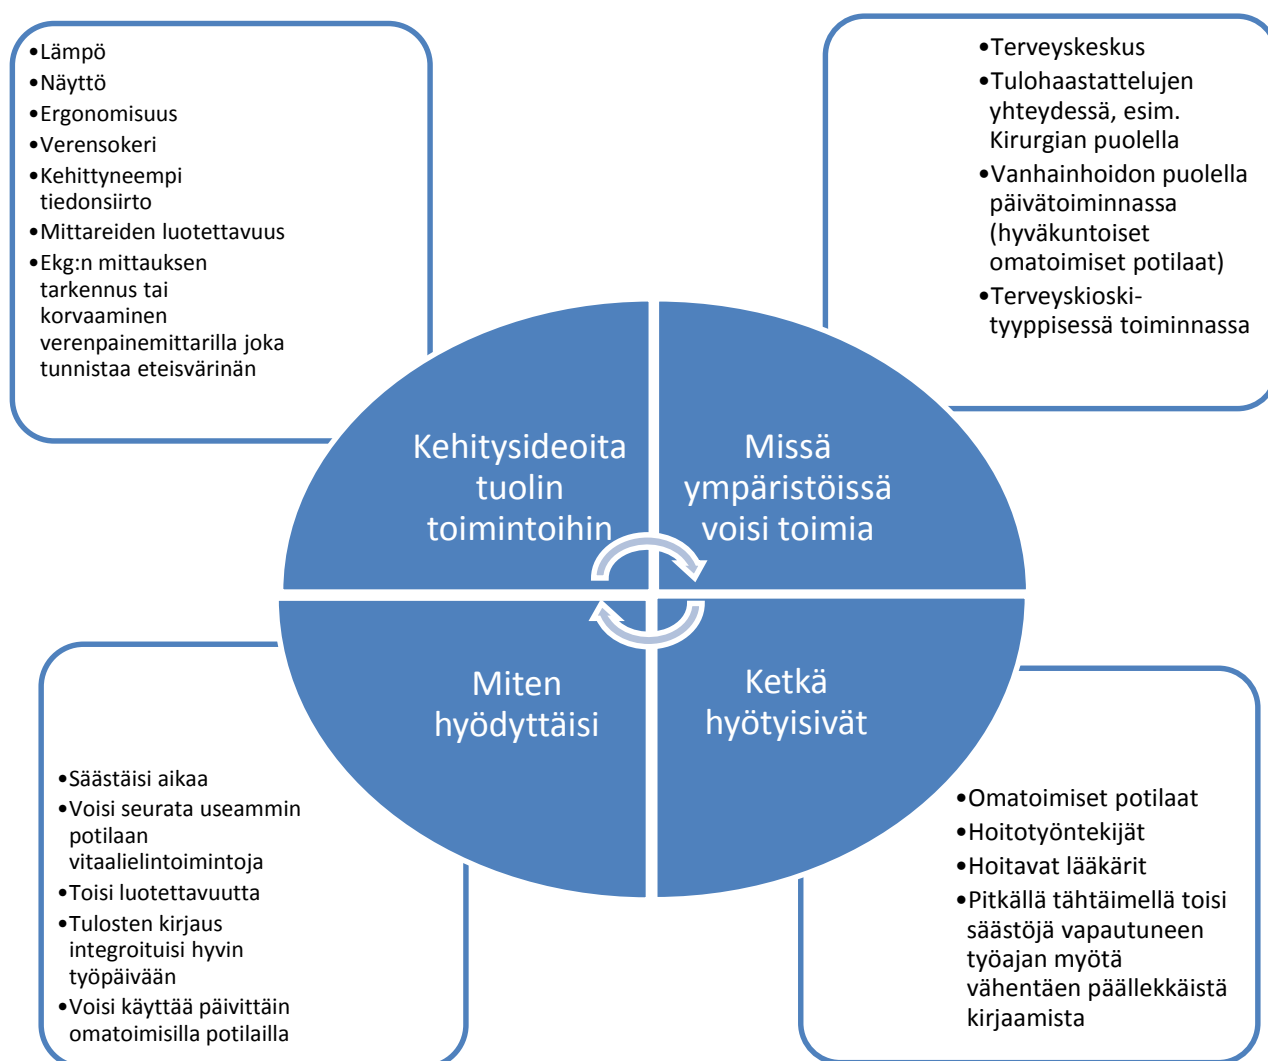 •Lämpö
•Näyttö
•Ergonomisuus
•Verensokeri
•Kehittyneempi
tiedonsiirto
•Mittareiden luotettavuus
•Ekg:n mittauksen
tarkennus tai
korvaaminen
verenpainemittarilla joka
tunnistaa eteisvärinän
•Terveyskeskus
•Tulohaastattelujen
yhteydessä, esim.
Kirurgian puolella
•Vanhainhoidon puolella
päivätoiminnassa
(hyväkuntoiset
omatoimiset potilaat)
•Terveyskioski-
tyyppisessä toiminnassa
Kehitysideoita
tuolin
toimintoihin
Missä
ympäristöissä
voisi toimia
Miten
hyödyttäisi
Ketkä
hyötyisivät
•Säästäisi aikaa
•Voisi seurata useammin
potilaan
vitaalielintoimintoja
•Toisi luotettavuutta
•Tulosten kirjaus
integroituisi hyvin
työpäivään
•Voisi käyttää päivittäin
omatoimisilla potilailla
•Omatoimiset potilaat
•Hoitotyöntekijät
•Hoitavat lääkärit
•Pitkällä tähtäimellä toisi
säästöjä vapautuneen
työajan myötä
vähentäen päällekkäistä
kirjaamista